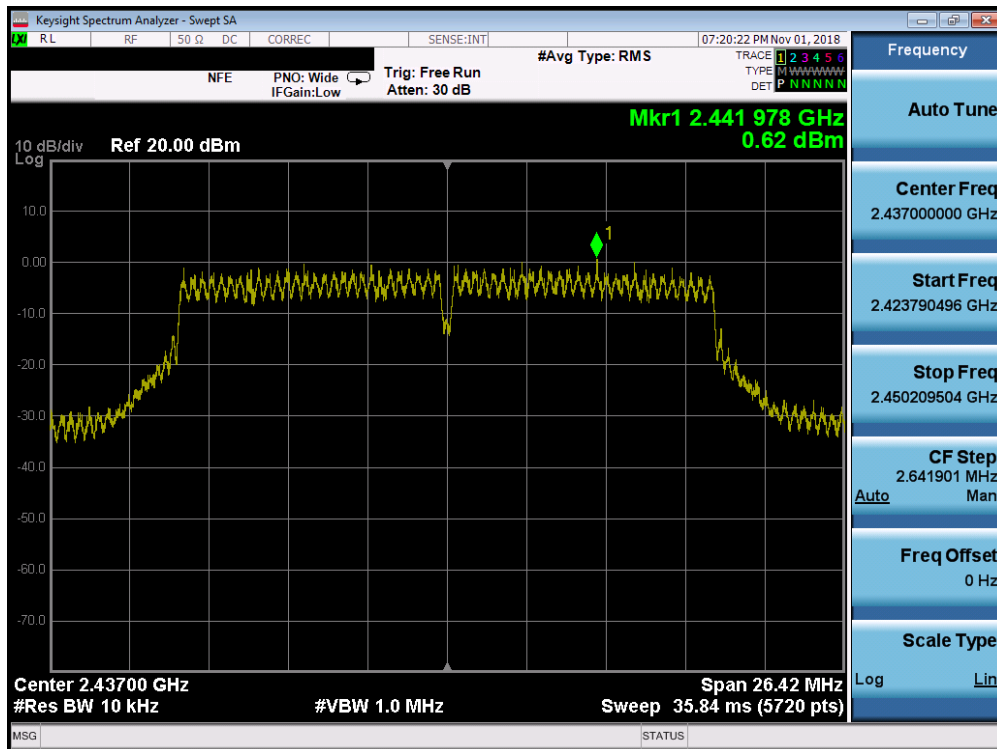 Keysight Spectrum Analyzer - Swept SA
LXI R L RF 50 Ω DC CORREC SENSE:INT 07:20:22 PM Nov 01, 2018
Frequency
NFE PNO: Wide Trig: Free Run #Avg Type: RMS TRACE 1 2 3 4 5 6
IFGain:Low Atten: 30 dB TYPE M WWWWW
DET P N N N N N
Auto Tune
Mkr1 2.441 978 GHz
0.62 dBm
10 dB/div Ref 20.00 dBm
Log
10.0
0.00
-10.0
-20.0
-30.0
-40.0
-50.0
-60.0
-70.0
1
Center Freq
2.437000000 GHz
Start Freq
2.423790496 GHz
Stop Freq
2.450209504 GHz
CF Step
2.641901 MHz
Auto Man
Freq Offset
0 Hz
Scale Type
Log Lin
Center 2.43700 GHz Span 26.42 MHz
#Res BW 10 kHz #VBW 1.0 MHz Sweep 35.84 ms (5720 pts)
MSG STATUS